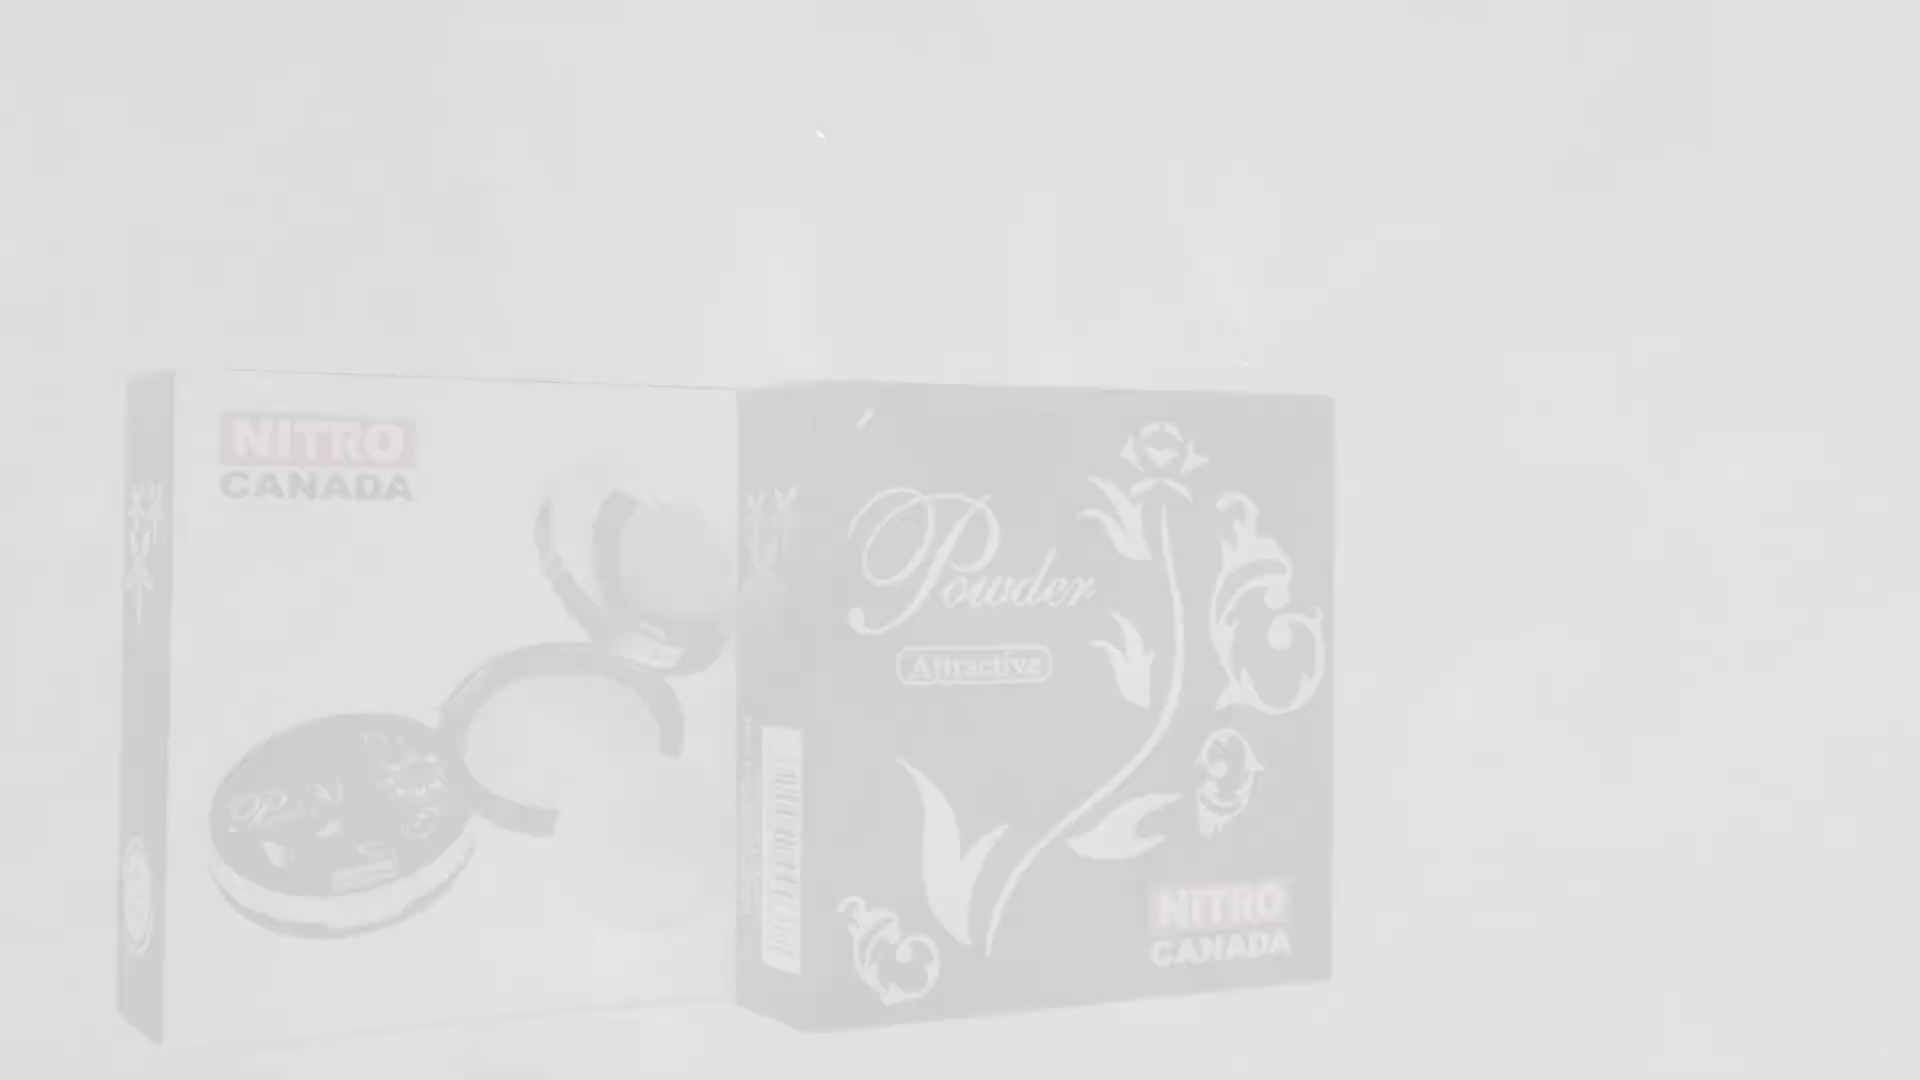 NITRO
CANADA
Powder
Attractive
NITRO
CANADA